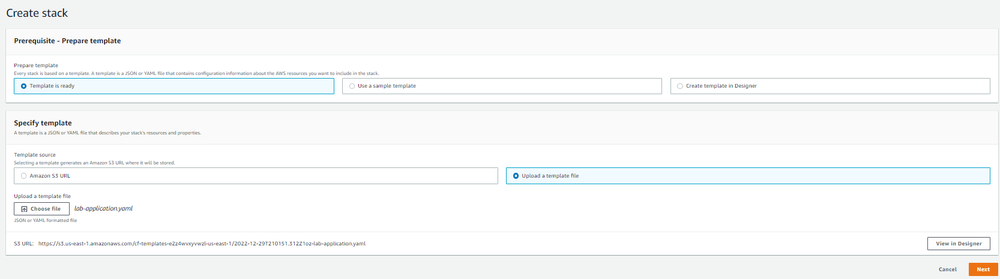 Create stack
Prerequisite - Prepare template
Prepare template
Every stack is based on a template. A template is a JSON or YAML file that contains configuration information about the AWS resources you want to include in the stack.
Template is ready
Use a sample template
Create template in Designer
Specify template
A template is a JSON or YAML file that describes your stack's resources and properties.
Template source
Selecting a template generates an Amazon S3 URL where it will be stored.
Amazon S3 URL
Upload a template file
Upload a template file
Choose file
lab-application.yaml
JSON or YAML formatted file
S3 URL: https://s3.us-east-1.amazonaws.com/cf-templates-e2z4wvxyvwzl-us-east-1/2022-12-29T210151.312Z1oz-lab-application.yaml
View in Designer
Cancel
Next